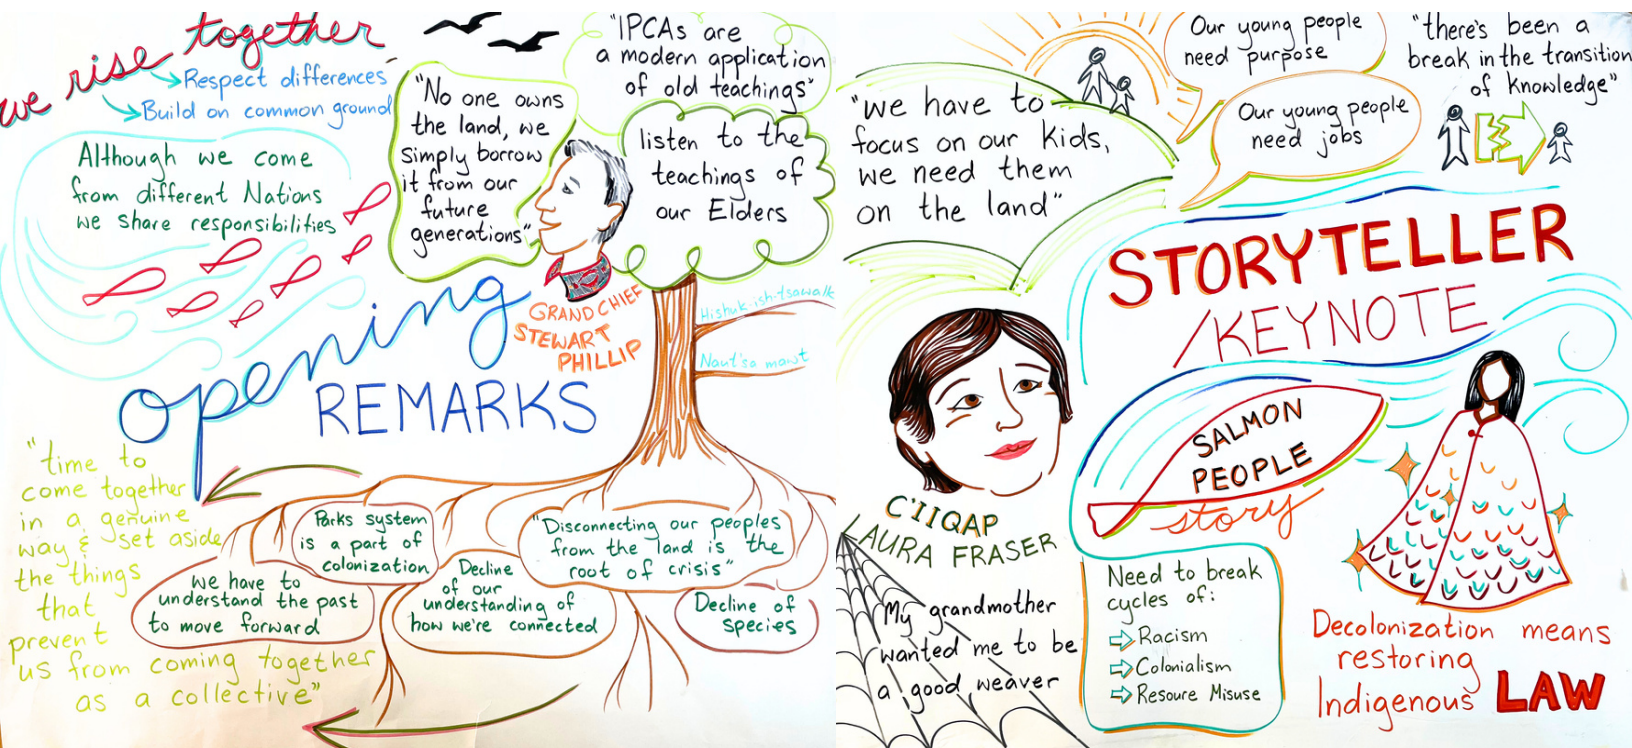 we rise together
Respect differences
Build on common ground
Although we come
from different Nations
we share responsibilities
"No one owns
the land, we
simply borrow
it from our
future
generations"
"IPCAs are
a modern application
of old teachings"
listen to the
teachings of
our Elders
opening
REMARKS
GRAND CHIEF
STEWART
PHILLIP
Hishuk-ish-tsawalk
Naut'sa mawt
"time to
come together
in a genuine
way & set aside
the things
that
prevent
us from coming together
as a collective"
Parks system
is a part of
colonization
we have to
understand the past
to move forward
Decline
of our
understanding of
how we're connected
"Disconnecting our peoples
from the land is the
root of crisis"
Decline of
species
"we have to
focus on our kids,
we need them
on the land"
Our young people
need purpose
Our young people
need jobs
"there's been a
break in the transition
of knowledge"
STORYTELLER
/KEYNOTE
C'IIQAP
LAURA FRASER
My grandmother
wanted me to be
a good weaver
SALMON
PEOPLE
story
Need to break
cycles of:
Racism
Colonialism
Resoure Misuse
Decolonization means
restoring
Indigenous LAW